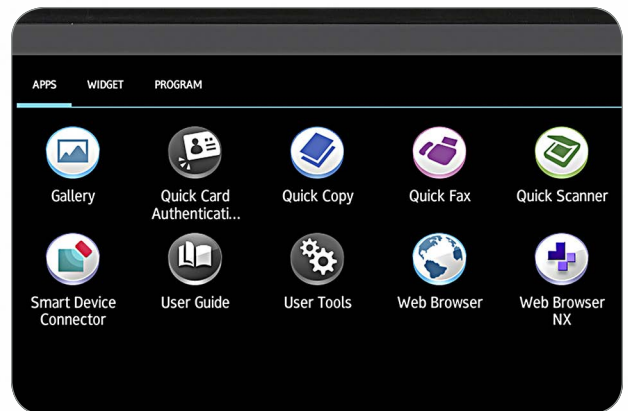 APPS WIDGET PROGRAM
Gallery
Quick Card
Authenticati...
Quick Copy
Quick Fax
Quick Scanner
Smart Device
Connector
User Guide
User Tools
Web Browser
Web Browser
NX